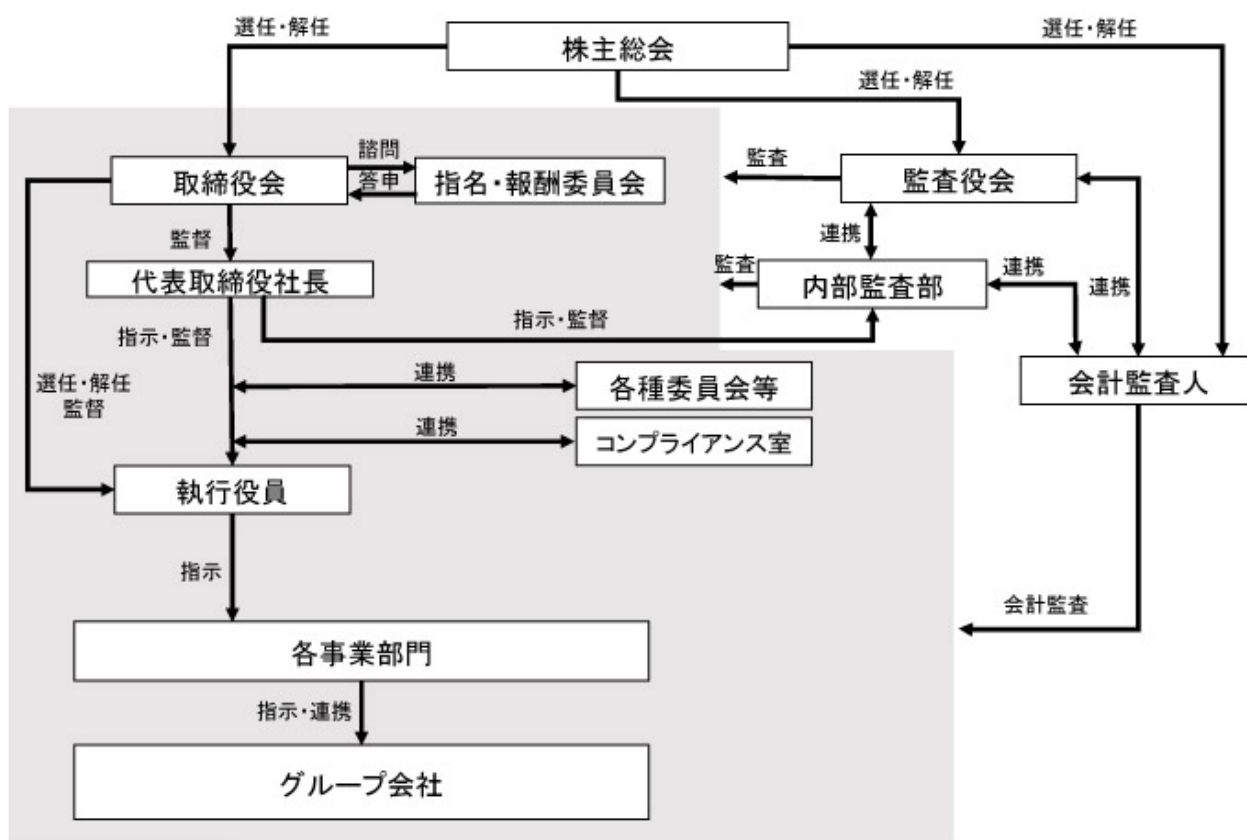 選任・解任
株主総会
選任・解任
選任・解任
諮問
取締役会
答申
指名・報酬委員会
監査
監査役会
監督
連携
代表取締役社長
監査
内部監査部
連携
連携
指示・監督
指示・監督
選任・解任
監督
連携
各種委員会等
会計監査人
連携
コンプライアンス室
執行役員
指示
会計監査
各事業部門
指示・連携
グループ会社